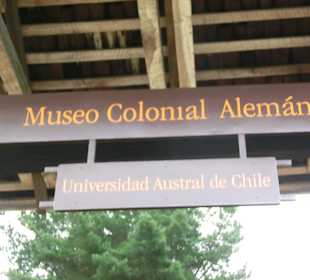 Museo Colonial Alemán
Universidad Austral de Chile